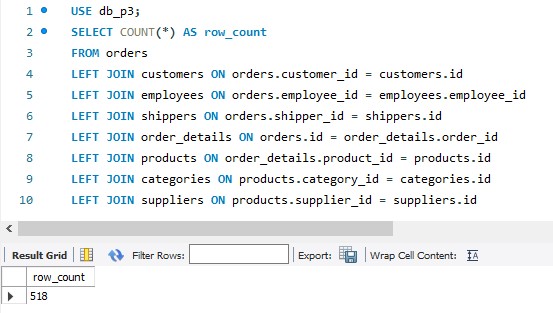 1 USE db_p3;
2 SELECT COUNT(*) AS row_count
3 FROM orders
4 LEFT JOIN customers ON orders.customer_id = customers.id
5 LEFT JOIN employees ON orders.employee_id = employees.employee_id
6 LEFT JOIN shippers ON orders.shipper_id = shippers.id
7 LEFT JOIN order_details ON orders.id = order_details.order_id
8 LEFT JOIN products ON order_details.product_id = products.id
9 LEFT JOIN categories ON products.category_id = categories.id
10 LEFT JOIN suppliers ON products.supplier_id = suppliers.id
Result Grid Filter Rows: Export: Wrap Cell Content: IA
row_count
518